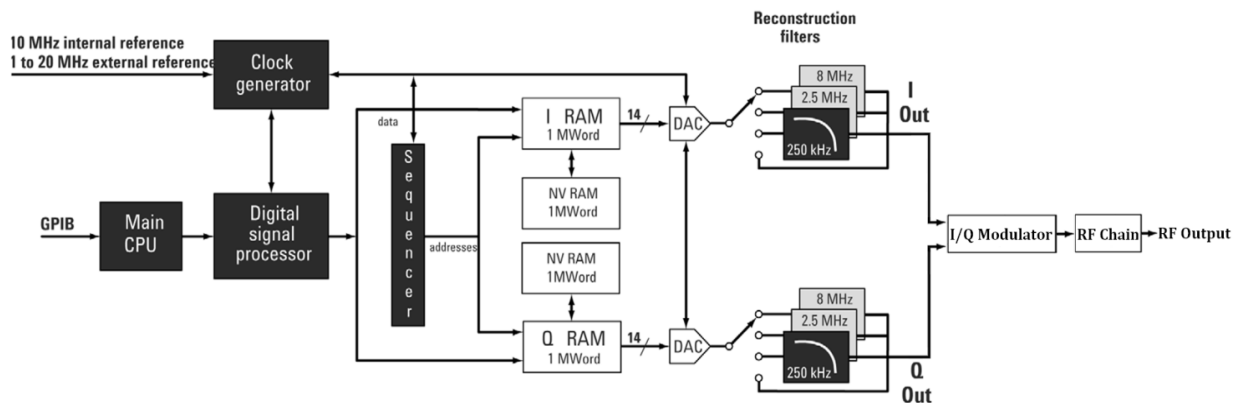 Reconstruction
filters
10 MHz internal reference
1 to 20 MHz external reference
Clock
generator
8 MHz
2.5 MHz
250 kHz
I
Out
data
I RAM
1 MWord
14
DAC
Sequencer
NV RAM
1MWord
GPIB
Main
CPU
Digital
signal
processor
addresses
I/Q Modulator
RF Chain
RF Output
NV RAM
1MWord
Q RAM
1 MWord
14
DAC
8 MHz
2.5 MHz
250 kHz
Q
Out